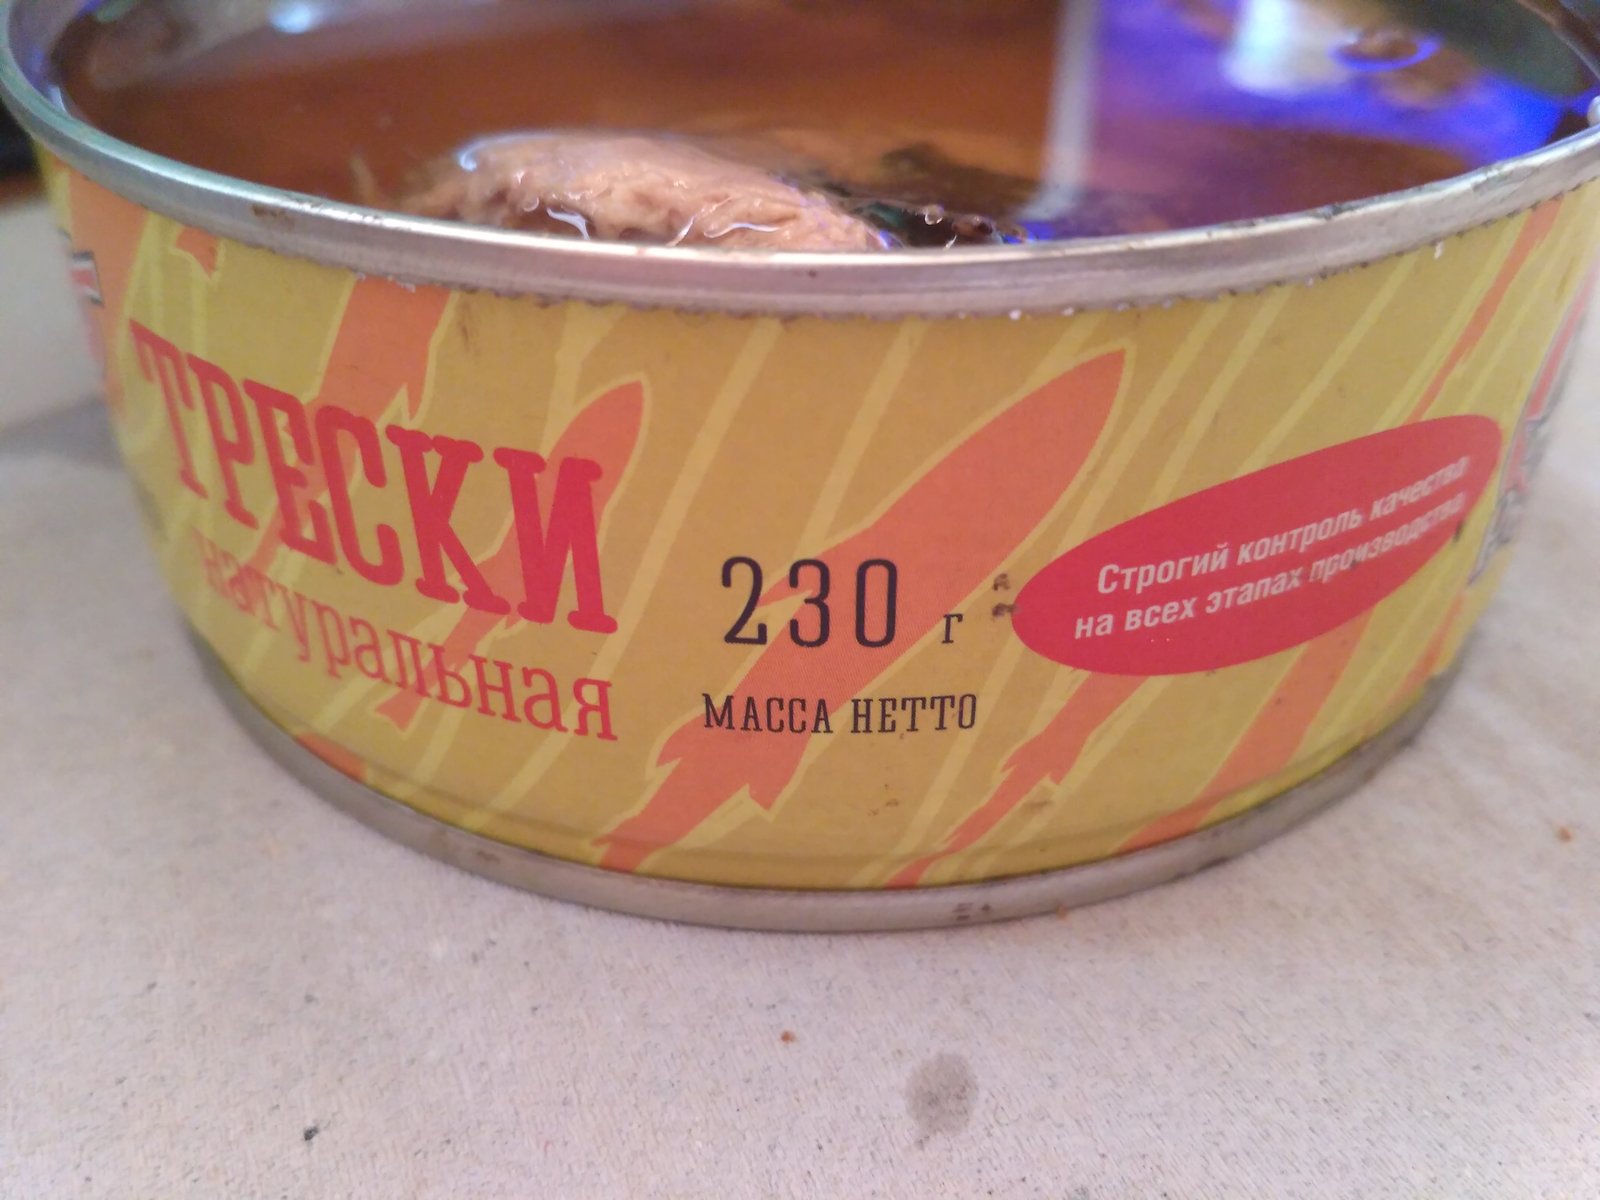 ТРЕСКИ
натуральная
230 г
МАССА НЕТТО
Строгий контроль качества
на всех этапах производства